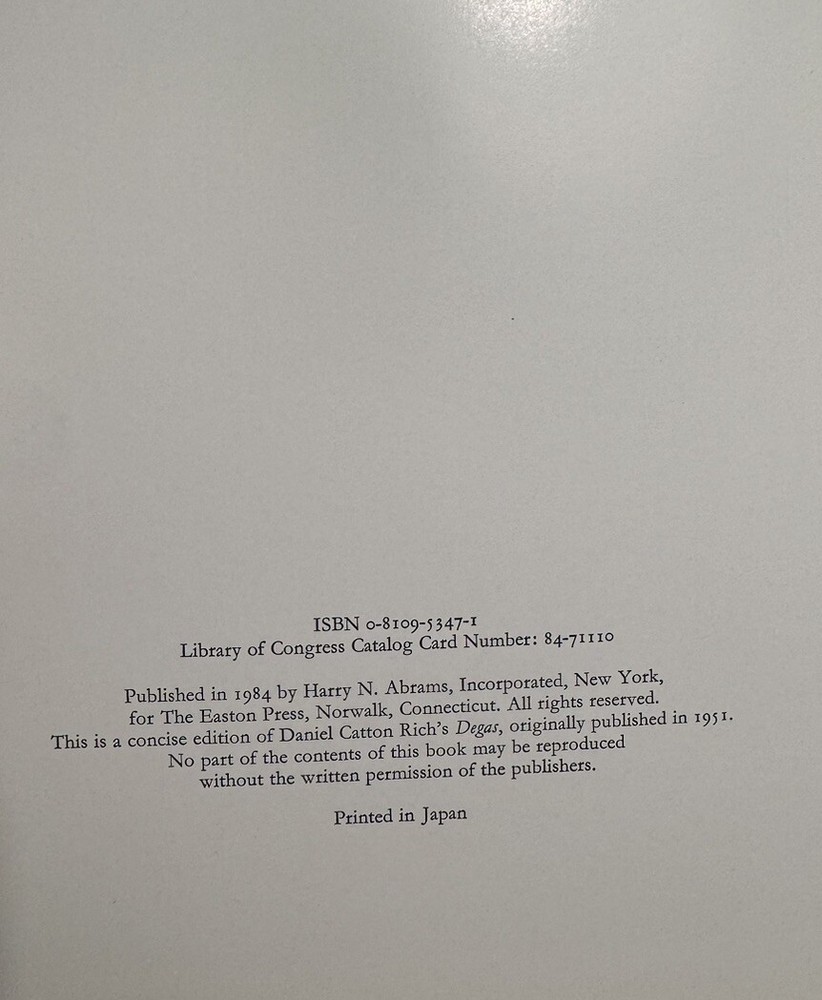 ISBN 0-8109-5347-1
Library of Congress Catalog Card Number: 84-71110
Published in 1984 by Harry N. Abrams, Incorporated, New York,
for The Easton Press, Norwalk, Connecticut. All rights reserved.
This is a concise edition of Daniel Catton Rich's Degas, originally published in 1951.
No part of the contents of this book may be reproduced
without the written permission of the publishers.
Printed in Japan